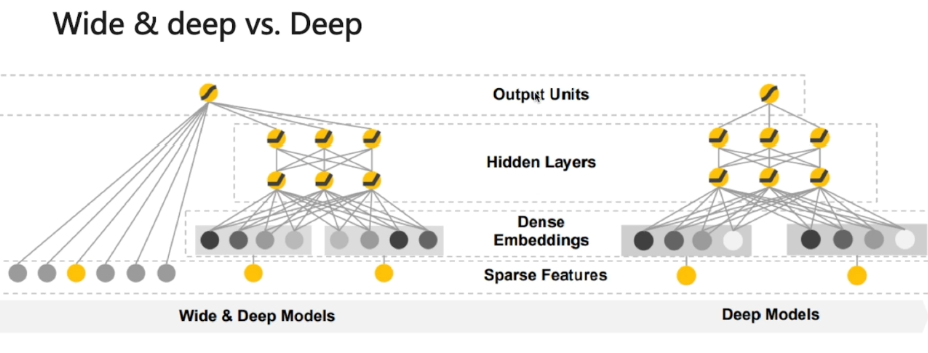 Wide & deep vs. Deep
Output Units
Hidden Layers
Dense
Embeddings
Sparse Features
Wide & Deep Models
Deep Models